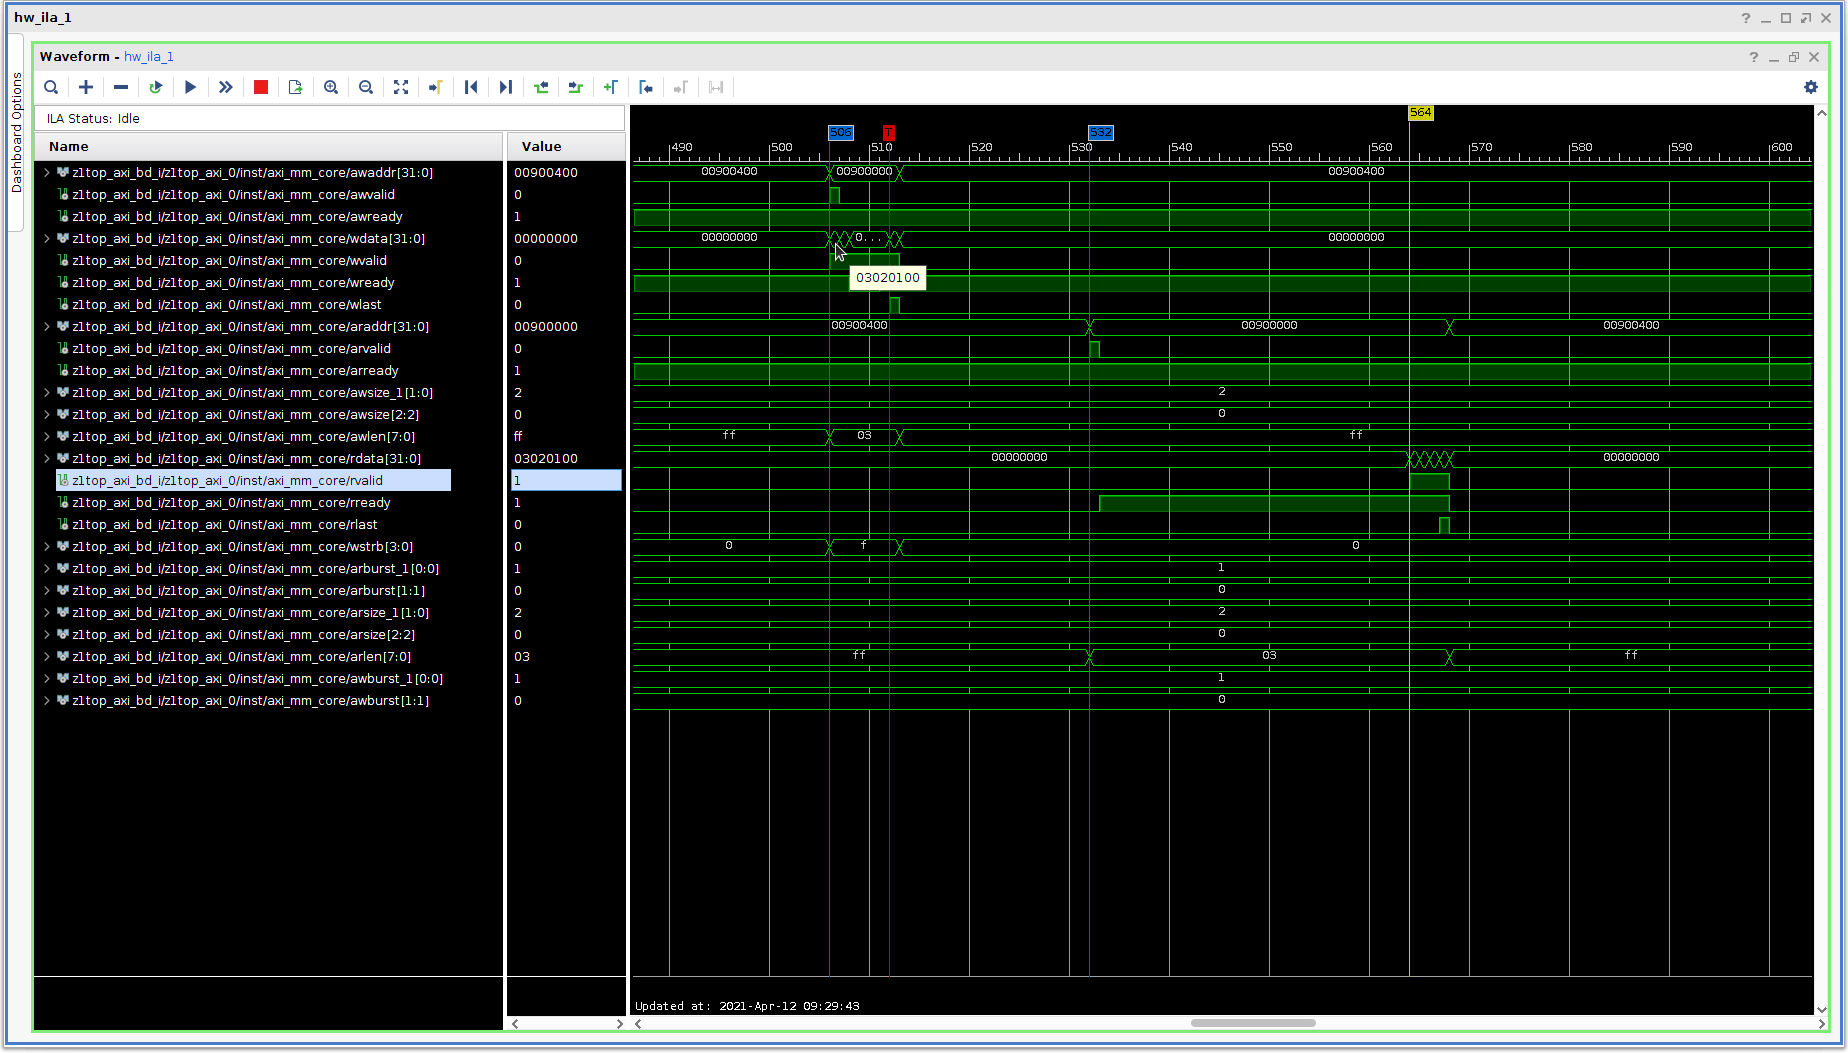 hw_ila_1
Dashboard Options
Waveform - hw_ila_1
ILA Status: Idle
Name Value
506 T 532 564
490 500 510 520 530 540 550 560 570 580 590 600
z1top_axi_bd_i/z1top_axi_0/inst/axi_mm_core/awaddr[31:0] 00900400 00900400 00900000 00900400
z1top_axi_bd_i/z1top_axi_0/inst/axi_mm_core/awvalid 0
z1top_axi_bd_i/z1top_axi_0/inst/axi_mm_core/awready 1
z1top_axi_bd_i/z1top_axi_0/inst/axi_mm_core/wdata[31:0] 00000000 00000000 0... 00000000
z1top_axi_bd_i/z1top_axi_0/inst/axi_mm_core/wvalid 0
03020100
z1top_axi_bd_i/z1top_axi_0/inst/axi_mm_core/wready 1
z1top_axi_bd_i/z1top_axi_0/inst/axi_mm_core/wlast 0
z1top_axi_bd_i/z1top_axi_0/inst/axi_mm_core/araddr[31:0] 00900000 00900400 00900000 00900400
z1top_axi_bd_i/z1top_axi_0/inst/axi_mm_core/arvalid 0
z1top_axi_bd_i/z1top_axi_0/inst/axi_mm_core/arready 1
z1top_axi_bd_i/z1top_axi_0/inst/axi_mm_core/awsize_1[1:0] 2 2
z1top_axi_bd_i/z1top_axi_0/inst/axi_mm_core/awsize[2:2] 0 0
z1top_axi_bd_i/z1top_axi_0/inst/axi_mm_core/awlen[7:0] ff ff 03 ff
z1top_axi_bd_i/z1top_axi_0/inst/axi_mm_core/rdata[31:0] 03020100 00000000 00000000
z1top_axi_bd_i/z1top_axi_0/inst/axi_mm_core/rvalid 1
z1top_axi_bd_i/z1top_axi_0/inst/axi_mm_core/rready 1
z1top_axi_bd_i/z1top_axi_0/inst/axi_mm_core/rlast 0
z1top_axi_bd_i/z1top_axi_0/inst/axi_mm_core/wstrb[3:0] 0 0 f 0
z1top_axi_bd_i/z1top_axi_0/inst/axi_mm_core/arburst_1[0:0] 1 1
z1top_axi_bd_i/z1top_axi_0/inst/axi_mm_core/arburst[1:1] 0 0
z1top_axi_bd_i/z1top_axi_0/inst/axi_mm_core/arsize_1[1:0] 2 2
z1top_axi_bd_i/z1top_axi_0/inst/axi_mm_core/arsize[2:2] 0 0
z1top_axi_bd_i/z1top_axi_0/inst/axi_mm_core/arlen[7:0] 03 ff 03 ff
z1top_axi_bd_i/z1top_axi_0/inst/axi_mm_core/awburst_1[0:0] 1 1
z1top_axi_bd_i/z1top_axi_0/inst/axi_mm_core/awburst[1:1] 0 0
Updated at: 2021-Apr-12 09:29:43